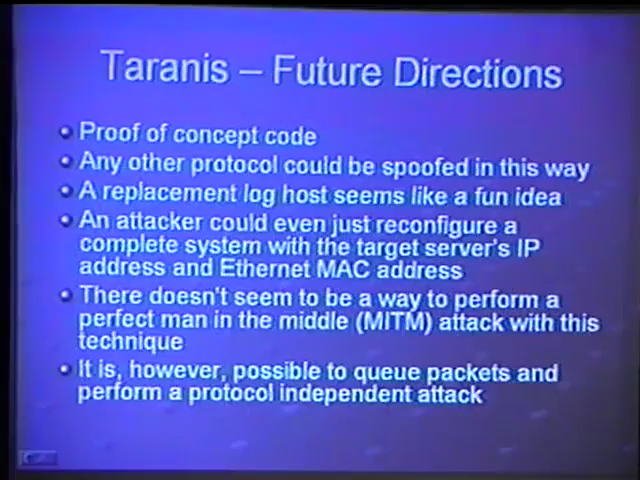 Taranis – Future Directions
Proof of concept code
Any other protocol could be spoofed in this way
A replacement log host seems like a fun idea
An attacker could even just reconfigure a
complete system with the target server's IP
address and Ethernet MAC address
There doesn't seem to be a way to perform a
perfect man in the middle (MITM) attack with this
technique
It is, however, possible to queue packets and
perform a protocol independent attack